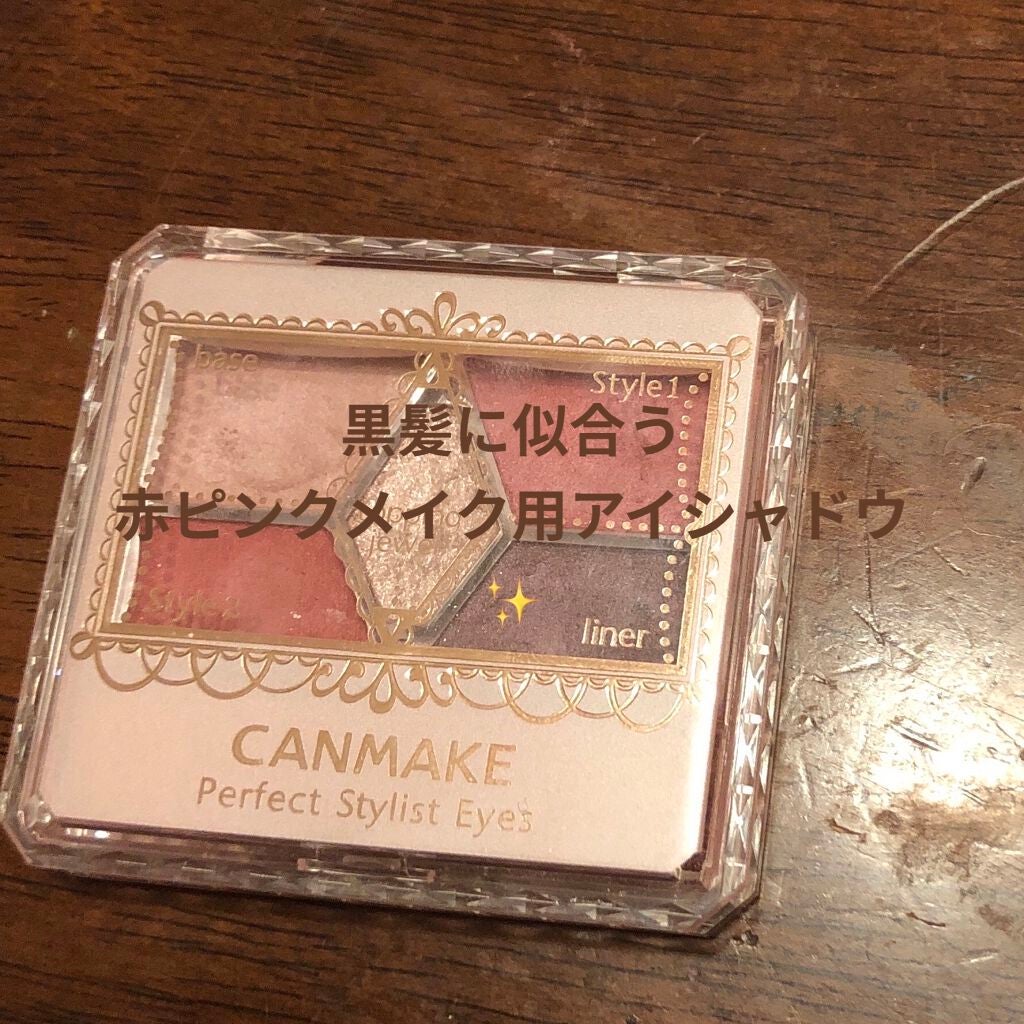 base
Style1
黒髪に似合う
赤ピンクメイク用アイシャドウ
Style2
liner
CANMAKE
Perfect Stylist Eyes